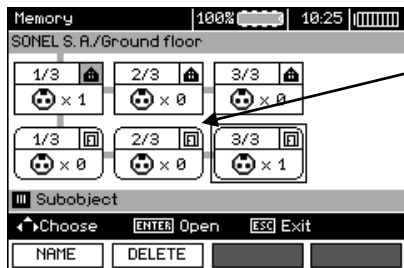 Memory 100% 10:25
SONEL S. A./Ground floor
1/3 2/3 3/3
× 1 × 0 × 0
1/3 2/3 3/3
× 0 × 0 × 1
Subobject
Choose ENTER Open ESC Exit
NAME DELETE